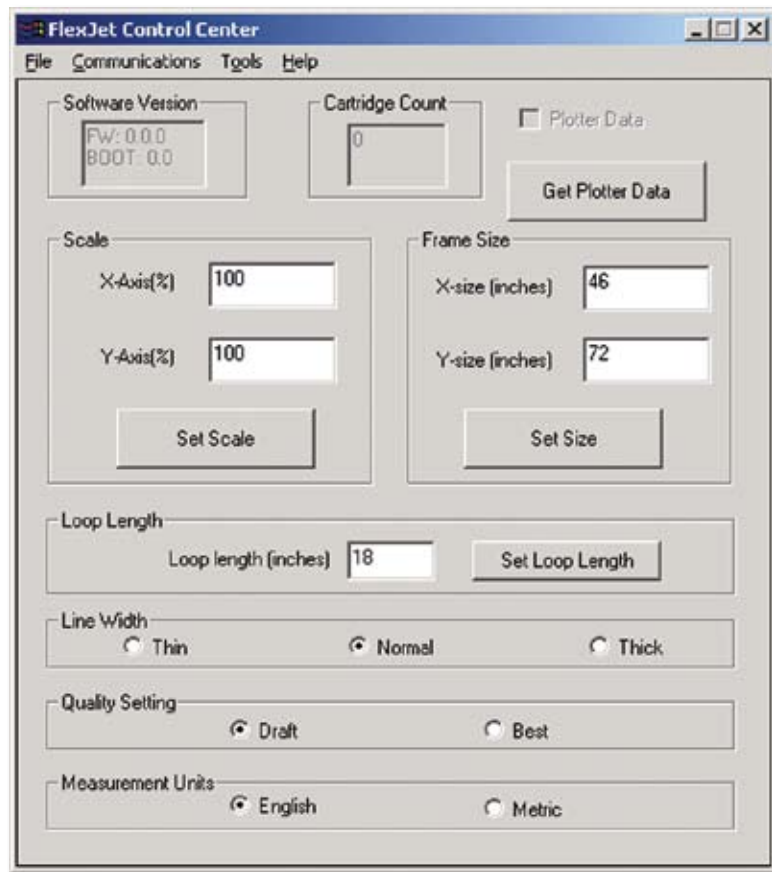 FlexJet Control Center
File Communications Tools Help
Software Version
FW: 0.0.0
BOOT: 0.0
Cartridge Count
0
Plotter Data
Get Plotter Data
Scale
X-Axis(%) 100
Y-Axis(%) 100
Set Scale
Frame Size
X-size (inches) 46
Y-size (inches) 72
Set Size
Loop Length
Loop length (inches) 18 Set Loop Length
Line Width
Thin Normal Thick
Quality Setting
Draft Best
Measurement Units
English Metric